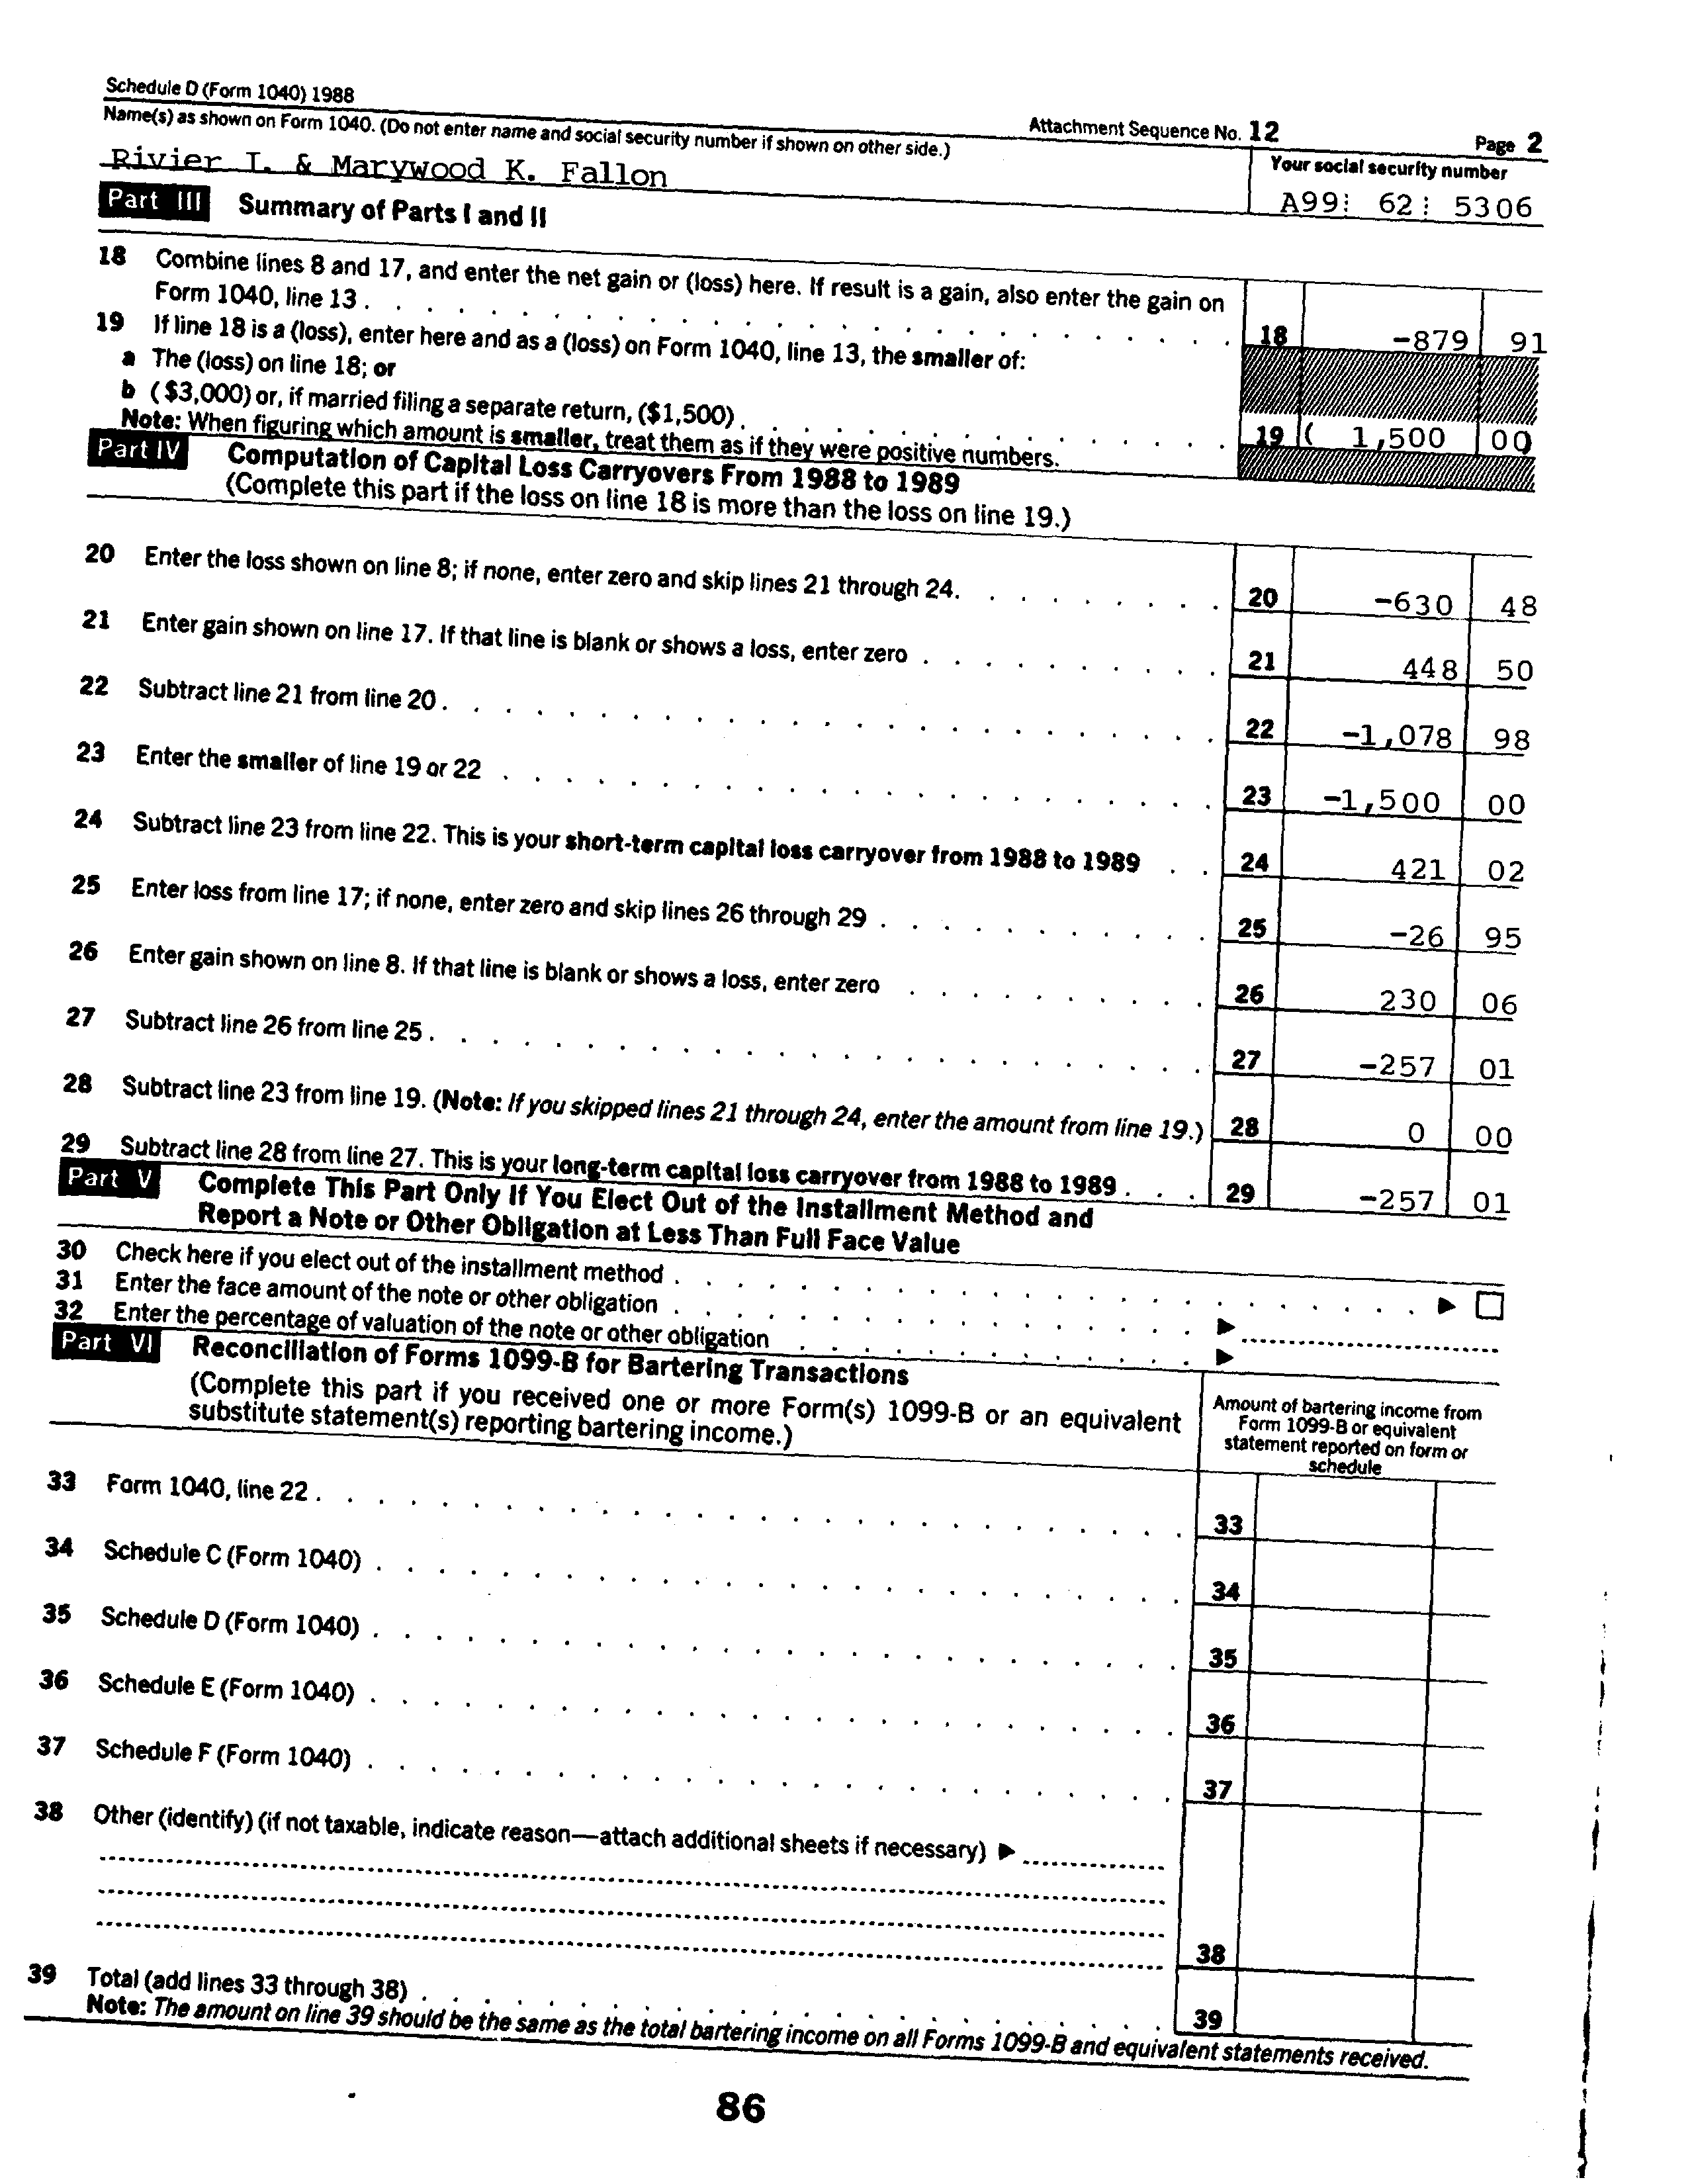 Schedule D (Form 1040) 1988
Attachment Sequence No. 12
Page 2
Name(s) as shown on Form 1040. (Do not enter name and social security number if shown on other side.)
Your social security number
Rivier I. & Marywood K. Fallon
A99 62 5306
Part III Summary of Parts I and II
18 Combine lines 8 and 17, and enter the net gain or (loss) here. If result is a gain, also enter the gain on
Form 1040, line 13 . 18 -879 91
19 If line 18 is a (loss), enter here and as a (loss) on Form 1040, line 13, the smaller of:
a The (loss) on line 18; or
b ($3,000) or, if married filing a separate return, ($1,500) . 19 ( 1,500 00)
Note: When figuring which amount is smaller, treat them as if they were positive numbers.
Part IV Computation of Capital Loss Carryovers From 1988 to 1989
(Complete this part if the loss on line 18 is more than the loss on line 19.)
20 Enter the loss shown on line 8; if none, enter zero and skip lines 21 through 24. 20 -630 48
21 Enter gain shown on line 17. If that line is blank or shows a loss, enter zero . 21 448 50
22 Subtract line 21 from line 20 . 22 -1,078 98
23 Enter the smaller of line 19 or 22 . 23 -1,500 00
24 Subtract line 23 from line 22. This is your short-term capital loss carryover from 1988 to 1989 . 24 421 02
25 Enter loss from line 17; if none, enter zero and skip lines 26 through 29 . 25 -26 95
26 Enter gain shown on line 8. If that line is blank or shows a loss, enter zero . 26 230 06
27 Subtract line 26 from line 25 . 27 -257 01
28 Subtract line 23 from line 19. (Note: If you skipped lines 21 through 24, enter the amount from line 19.) 28 0 00
29 Subtract line 28 from line 27. This is your long-term capital loss carryover from 1988 to 1989 . 29 -257 01
Part V Complete This Part Only If You Elect Out of the Installment Method and
Report a Note or Other Obligation at Less Than Full Face Value
30 Check here if you elect out of the installment method . ▶ □
31 Enter the face amount of the note or other obligation . ▶
32 Enter the percentage of valuation of the note or other obligation . ▶
Part VI Reconciliation of Forms 1099-B for Bartering Transactions
(Complete this part if you received one or more Form(s) 1099-B or an equivalent
substitute statement(s) reporting bartering income.)
Amount of bartering income from
Form 1099-B or equivalent
statement reported on form or
schedule
33 Form 1040, line 22 . 33
34 Schedule C (Form 1040) . 34
35 Schedule D (Form 1040) . 35
36 Schedule E (Form 1040) . 36
37 Schedule F (Form 1040) . 37
38 Other (identify) (if not taxable, indicate reason—attach additional sheets if necessary) ▶
38
39 Total (add lines 33 through 38) . 39
Note: The amount on line 39 should be the same as the total bartering income on all Forms 1099-B and equivalent statements received.
86